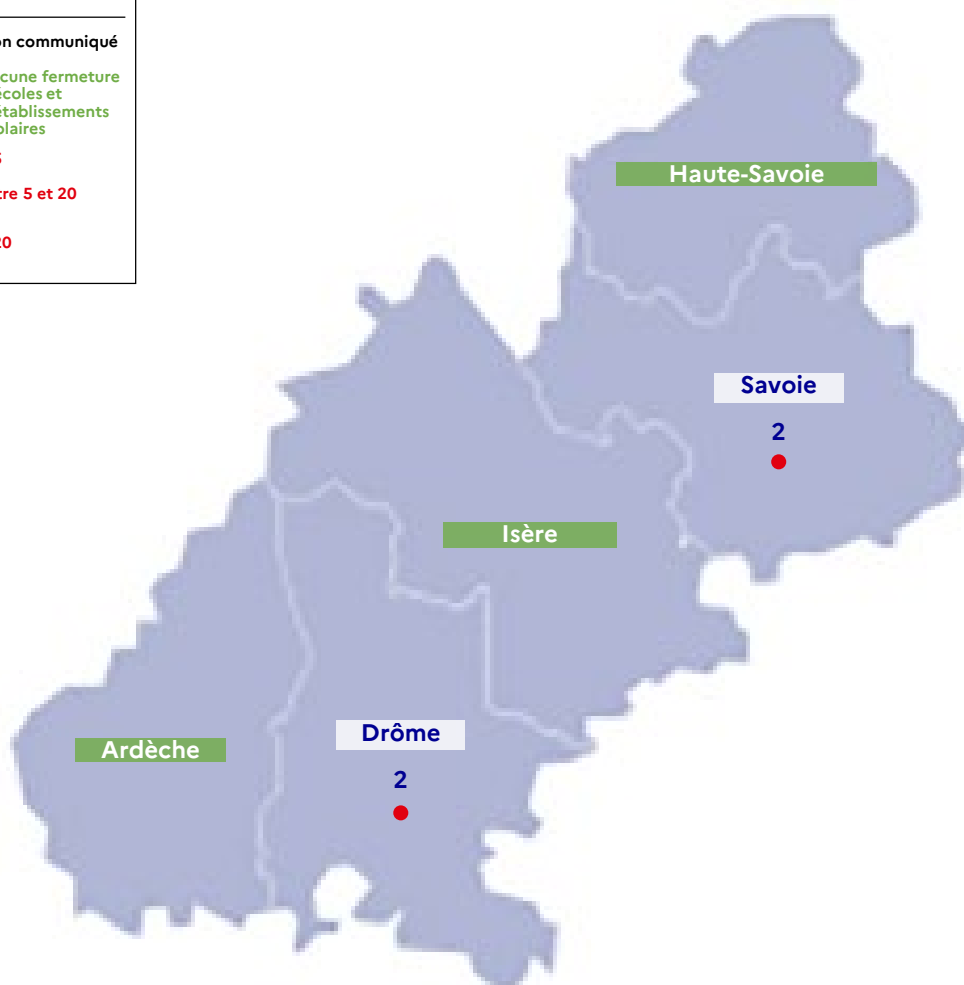 on communiqué
cune fermeture
écoles et
établissements
olaires
5
tre 5 et 20
20
Haute-Savoie
Savoie
2
Isère
Drôme
2
Ardèche